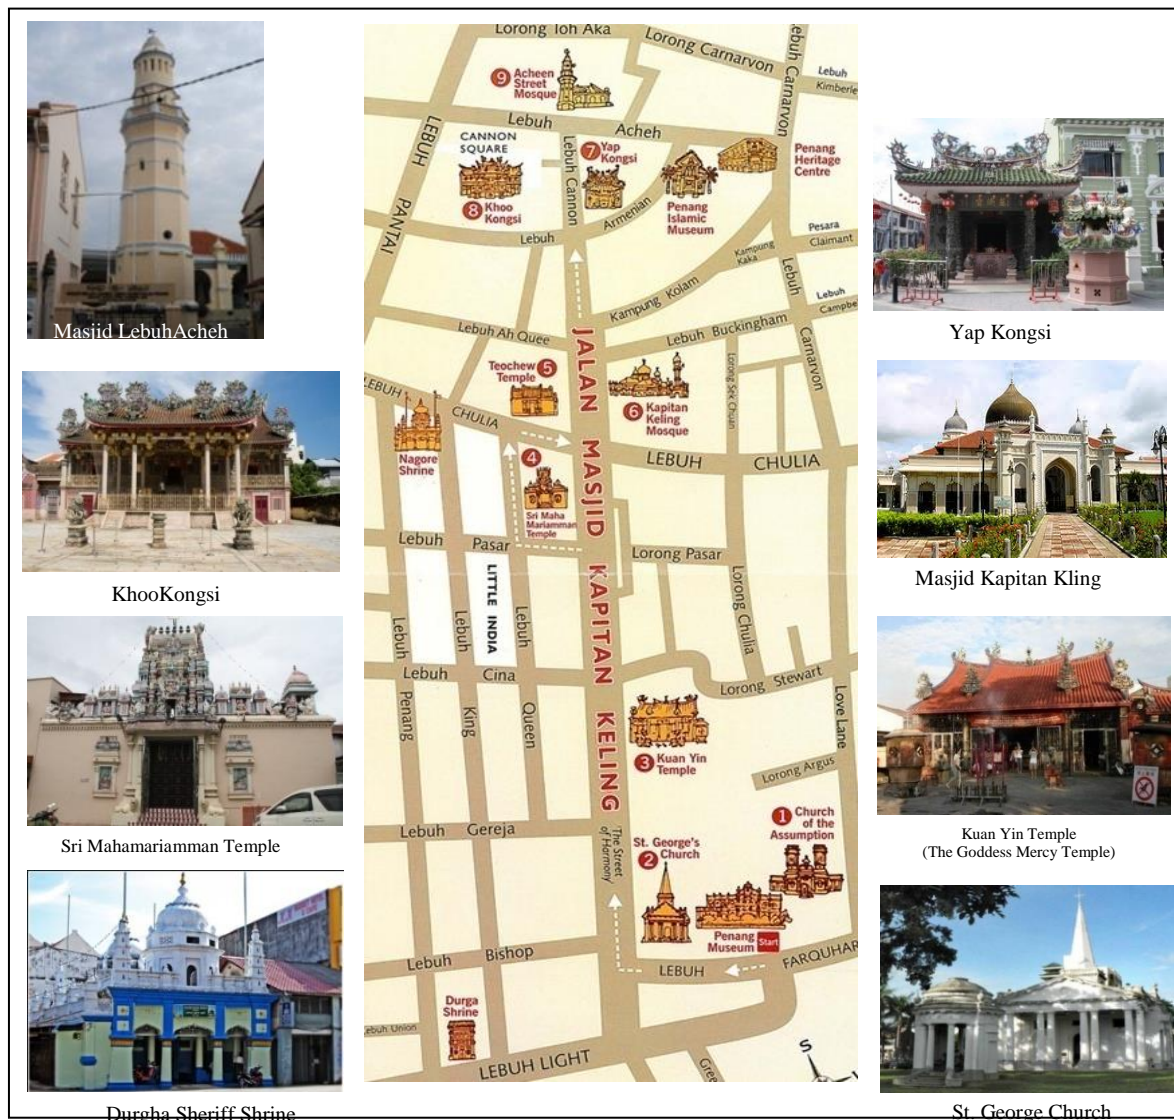 Masjid LebuhAcheh
KhooKongsi
Sri Mahamariamman Temple
Durgha Sheriff Shrine
Lorong Toh Aka
Lorong Carnarvon
Lebuh Carnarvon
Lebuh
Kimberle
9 Acheen
Street
Mosque
Lebuh Acheh
LEBUH PANTAI
CANNON
SQUARE
8 Khoo
Kongsi
Lebuh Cannon
7 Yap
Kongsi
Penang
Islamic
Museum
Penang
Heritage
Centre
Lebuh Armenian
Pesara
Claimant
Kampung
Kaka
Kampung Kolam
Lebuh
Campbe
Lebuh Carnarvon
Lebuh Ah Quee
Lebuh Buckingham
Lorong Sek Chuan
Teochew
Temple 5
6 Kapitan
Keling
Mosque
LEBUH CHULIA
Nagore
Shrine
4
Sri Maha
Mariamman
Temple
LEBUH CHULIA
JALAN MASJID KAPITAN KELING
Lebuh Pasar
Lorong Pasar
LITTLE INDIA
Lorong Chulia
Lebuh Penang
Lebuh King
Queen
Lebuh Cina
Lorong Stewart
Love Lane
3 Kuan Yin
Temple
Lorong Argus
Lebuh Gereja
'The Street
of Harmony'
St. George's
2 Church
1 Church
of the
Assumption
Penang
Museum
Start
Lebuh Bishop
LEBUH FARQUHAR
Durga
Shrine
Lebuh Union
LEBUH LIGHT
Gree
S
Yap Kongsi
Masjid Kapitan Kling
Kuan Yin Temple
(The Goddess Mercy Temple)
St. George Church